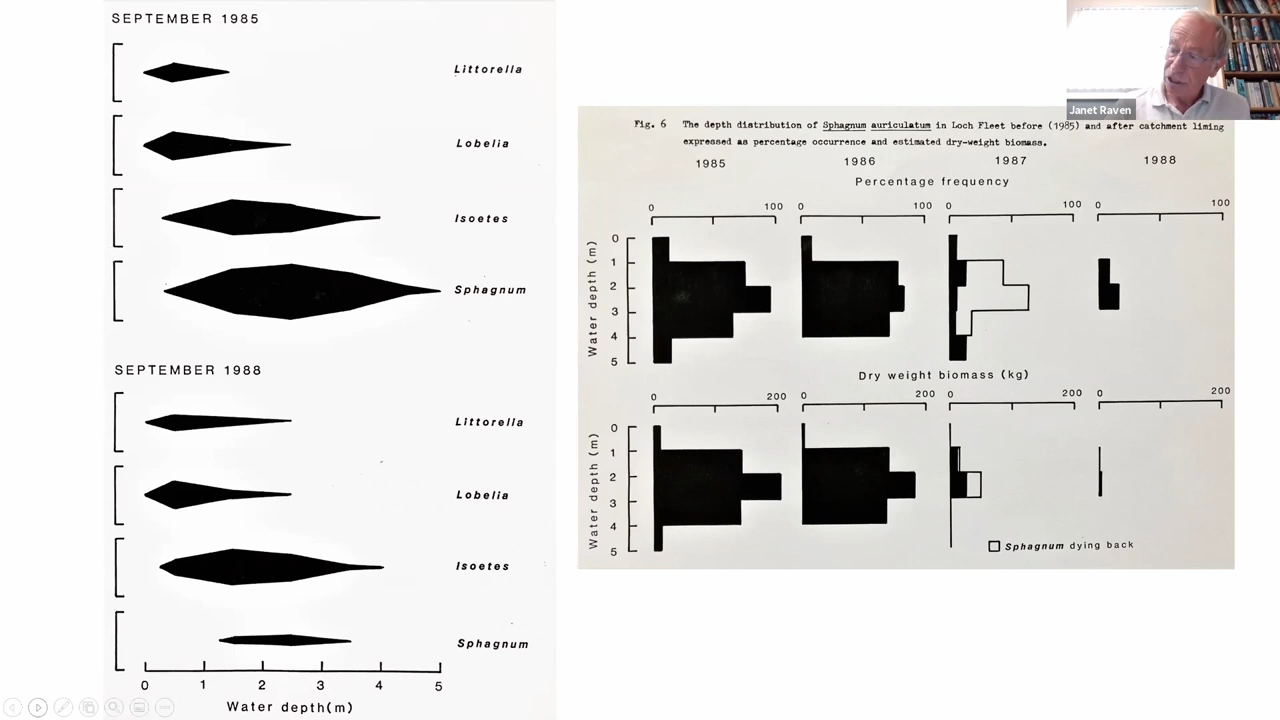 SEPTEMBER 1985
Littorella
Lobelia
Isoetes
Sphagnum
SEPTEMBER 1988
Littorella
Lobelia
Isoetes
Sphagnum
0 1 2 3 4 5
Water depth(m)
Janet Raven
Fig. 6 The depth distribution of Sphagnum auriculatum in Loch Fleet before (1985) and after catchment liming
expressed as percentage occurrence and estimated dry-weight biomass.
1985 1986 1987 1988
Percentage frequency
0 100 0 100 0 100 0 100
Water depth (m)
0
1
2
3
4
5
Dry weight biomass (kg)
0 200 0 200 0 200 0 200
Water depth (m)
0
1
2
3
4
5
Sphagnum dying back